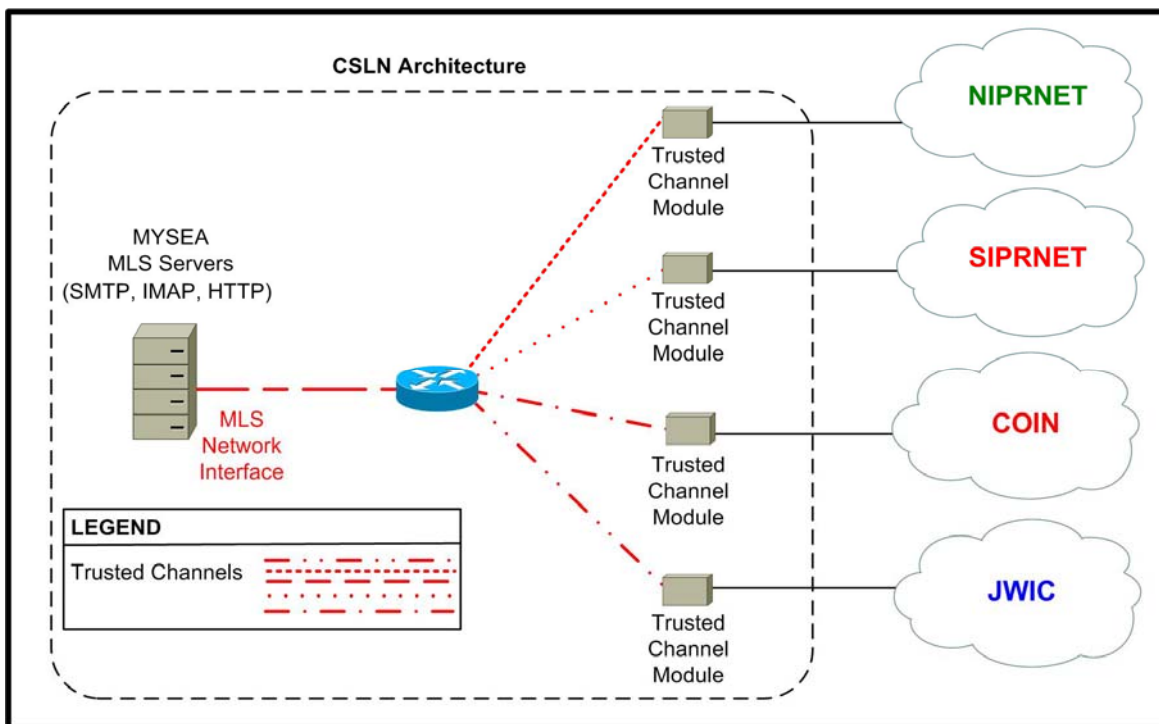 CSLN Architecture
NIPRNET
Trusted
Channel
Module
MYSEA
MLS Servers
(SMTP, IMAP, HTTP)
SIPRNET
Trusted
Channel
Module
MLS
Network
Interface
COIN
Trusted
Channel
Module
LEGEND
Trusted Channels
JWIC
Trusted
Channel
Module